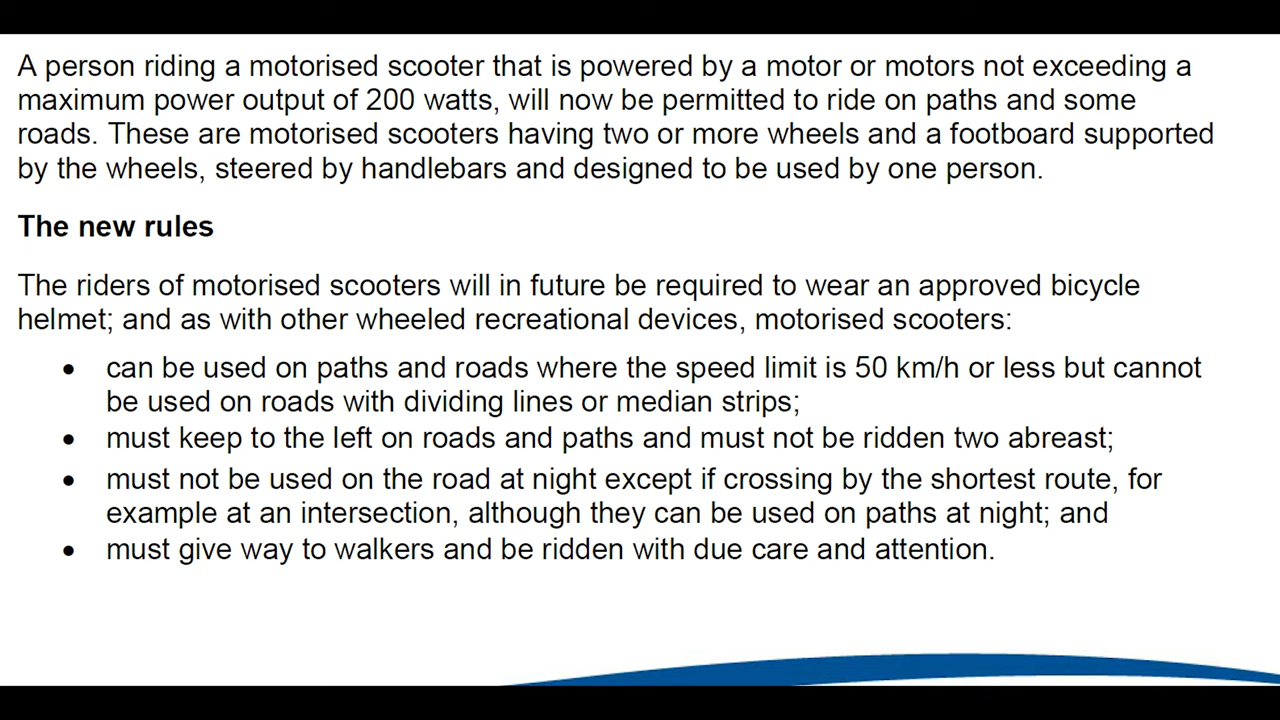 A person riding a motorised scooter that is powered by a motor or motors not exceeding a
maximum power output of 200 watts, will now be permitted to ride on paths and some
roads. These are motorised scooters having two or more wheels and a footboard supported
by the wheels, steered by handlebars and designed to be used by one person.
The new rules
The riders of motorised scooters will in future be required to wear an approved bicycle
helmet; and as with other wheeled recreational devices, motorised scooters:
• can be used on paths and roads where the speed limit is 50 km/h or less but cannot
be used on roads with dividing lines or median strips;
• must keep to the left on roads and paths and must not be ridden two abreast;
• must not be used on the road at night except if crossing by the shortest route, for
example at an intersection, although they can be used on paths at night; and
• must give way to walkers and be ridden with due care and attention.